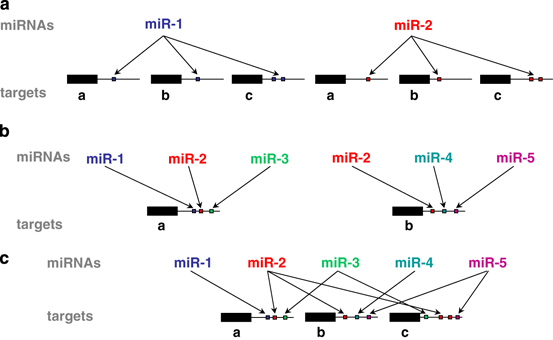 a
miRNAs miR-1 miR-2
targets a b c a b c
b
miRNAs miR-1 miR-2 miR-3 miR-2 miR-4 miR-5
targets a b
c
miRNAs miR-1 miR-2 miR-3 miR-4 miR-5
targets a b c